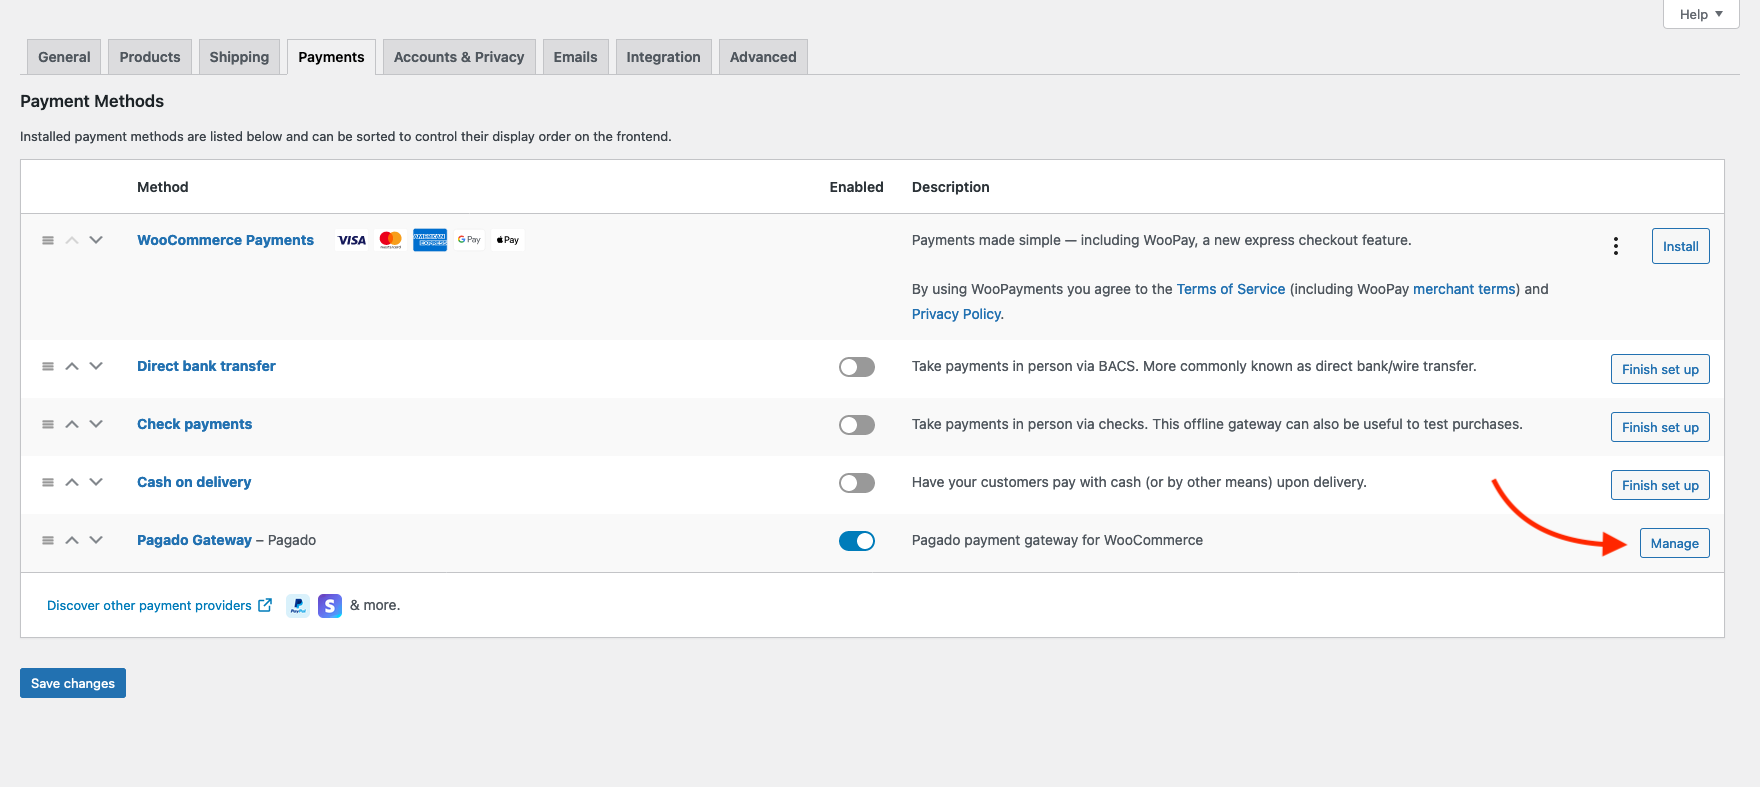 Help
General Products Shipping Payments Accounts & Privacy Emails Integration Advanced
Payment Methods
Installed payment methods are listed below and can be sorted to control their display order on the frontend.
Method Enabled Description
WooCommerce Payments VISA mastercard AMERICAN EXPRESS G Pay Pay Payments made simple — including WooPay, a new express checkout feature. Install
By using WooPayments you agree to the Terms of Service (including WooPay merchant terms) and
Privacy Policy.
Direct bank transfer Take payments in person via BACS. More commonly known as direct bank/wire transfer. Finish set up
Check payments Take payments in person via checks. This offline gateway can also be useful to test purchases. Finish set up
Cash on delivery Have your customers pay with cash (or by other means) upon delivery. Finish set up
Pagado Gateway – Pagado Pagado payment gateway for WooCommerce Manage
Discover other payment providers PayPal S & more.
Save changes